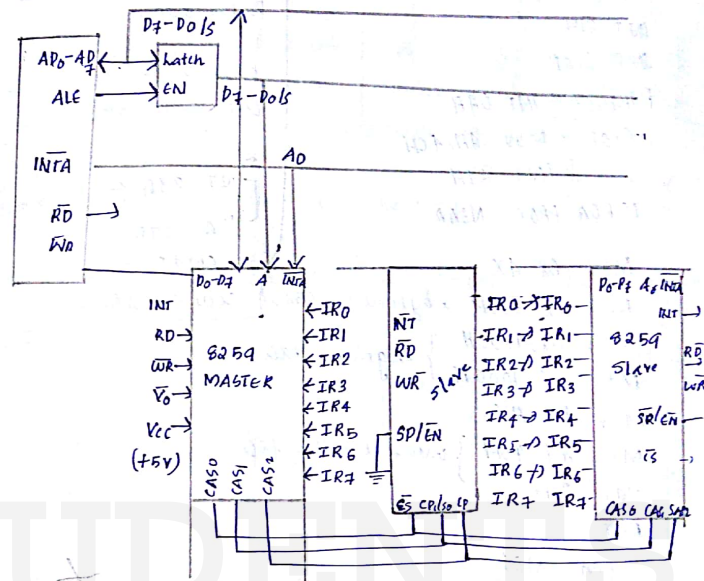 D7-D0/S
AD0-AD7
Latch
ALE
EN
D7-D0/S
INTA
A0
RD
WR
D0-D7 A INTA
INT
RD
WR
V0
Vcc
(+5V)
8259
MASTER
CAS0
CAS1
CAS2
IR0
IR1
IR2
IR3
IR4
IR5
IR6
IR7
INT
RD
WR
Slave
SP/EN
CS
IR0 → IR0
IR1 → IR1
IR2 → IR2
IR3 → IR3
IR4 → IR4
IR5 → IR5
IR6 → IR6
IR7 IR7
D0-D7 A0 INTA
INT
8259
Slave
RD
WR
SP/EN
CS
CAS0 CAS1
UDENTS